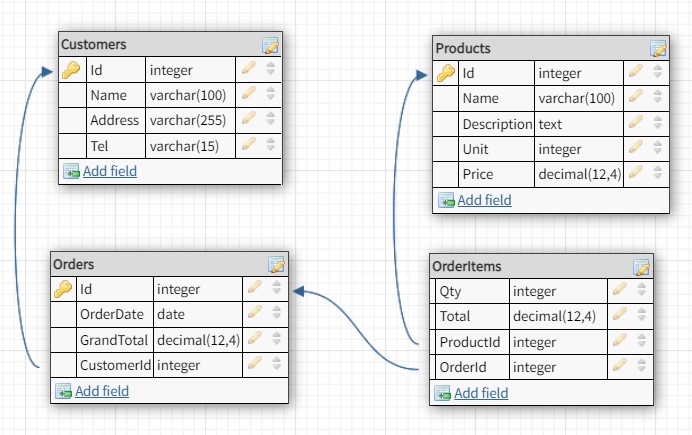 Customers
Id integer
Name varchar(100)
Address varchar(255)
Tel varchar(15)
Add field
Products
Id integer
Name varchar(100)
Description text
Unit integer
Price decimal(12,4)
Add field
Orders
Id integer
OrderDate date
GrandTotal decimal(12,4)
CustomerId integer
Add field
OrderItems
Qty integer
Total decimal(12,4)
ProductId integer
OrderId integer
Add field